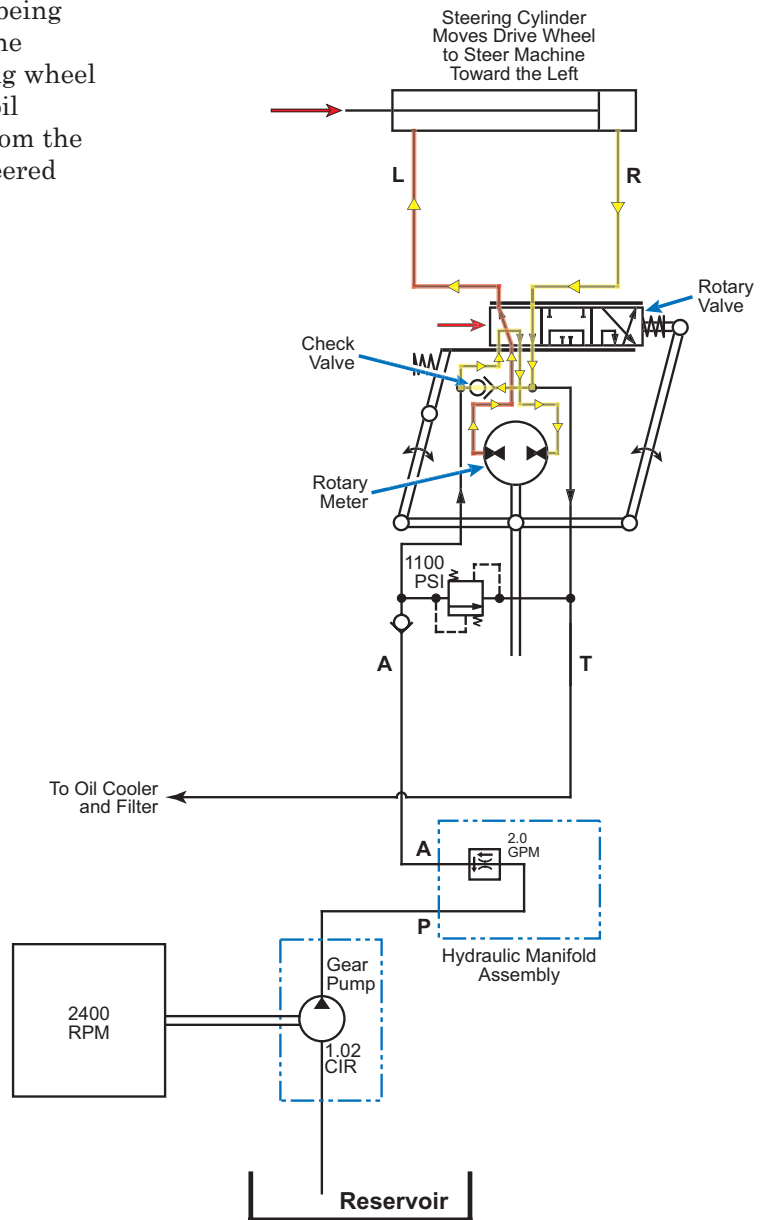 being
he
g wheel
oil
om the
eered
Steering Cylinder
Moves Drive Wheel
to Steer Machine
Toward the Left
L
R
Rotary
Valve
Check
Valve
Rotary
Meter
1100
PSI
A
T
To Oil Cooler
and Filter
A
2.0
GPM
P
Hydraulic Manifold
Assembly
Gear
Pump
2400
RPM
1.02
CIR
Reservoir